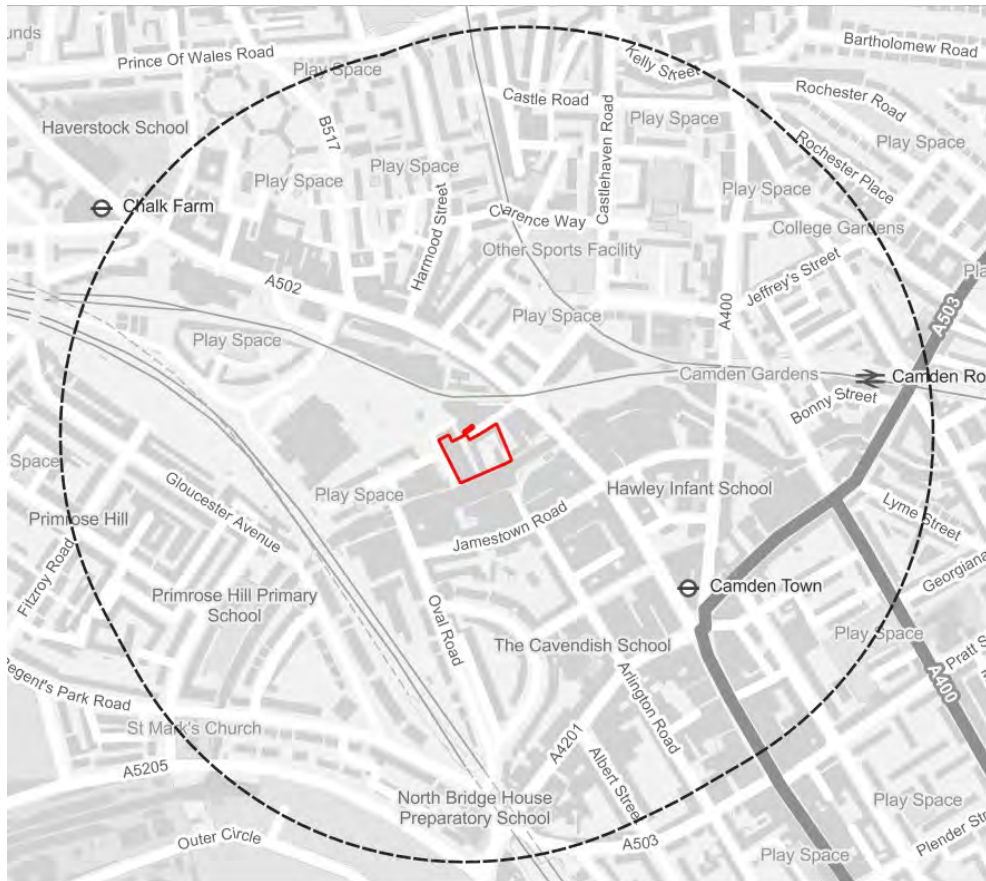 unds
Prince Of Wales Road
Play Space
Kelly Street
Bartholomew Road
Haverstock School
B517
Castle Road
Play Space
Rochester Road
Play Space
Play Space
Play Space
Castlehaven Road
Play Space
Rochester Place
Chalk Farm
Harmood Street
Clarence Way
College Gardens
Other Sports Facility
Jeffrey's Street
Pla
A502
A400
A503
Play Space
Play Space
Camden Gardens
Camden Ro
Bonny Street
Space
Gloucester Avenue
Play Space
Hawley Infant School
Primrose Hill
Jamestown Road
Lyme Street
Fitzroy Road
Primrose Hill Primary
School
Oval Road
Camden Town
Georgiana
The Cavendish School
Play Space
Pratt S
Regent's Park Road
Arlington Road
A400
St Mark's Church
A4201
A5205
Albert Street
North Bridge House
Preparatory School
Play Space
Outer Circle
A503
Plender Str
Play Space